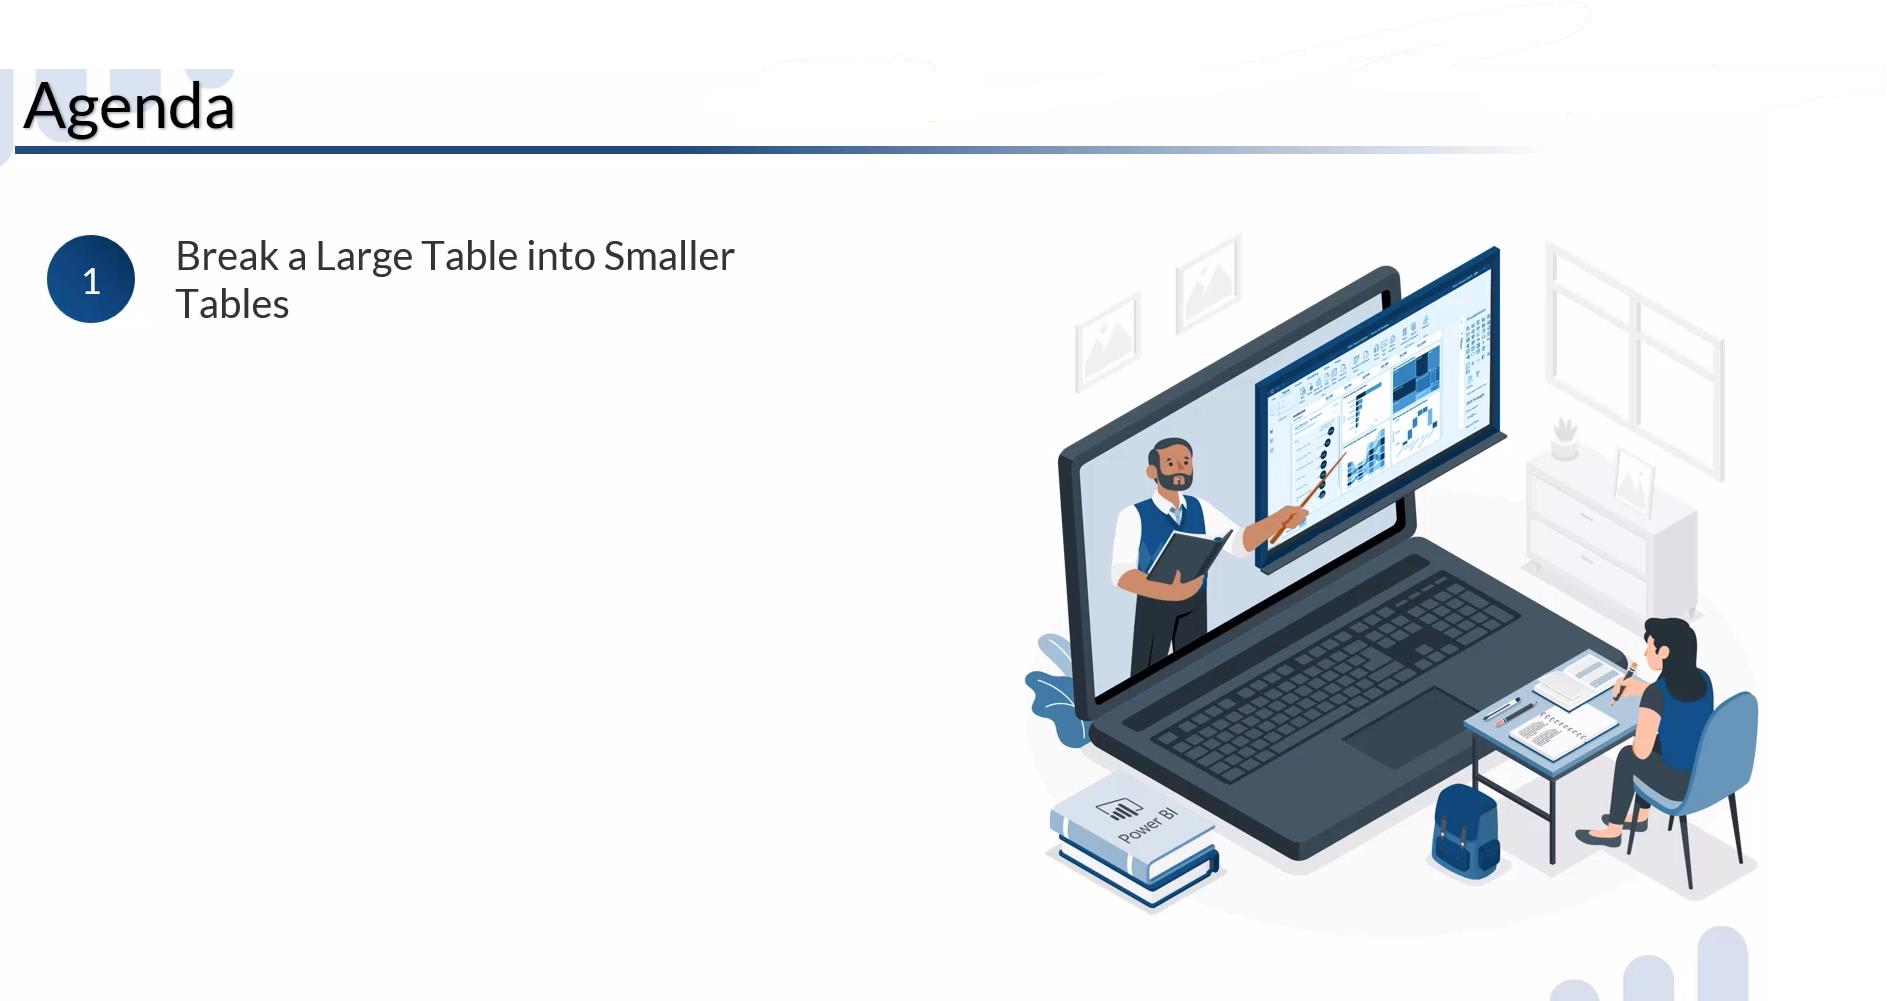 Agenda
1
Break a Large Table into Smaller
Tables
Power BI